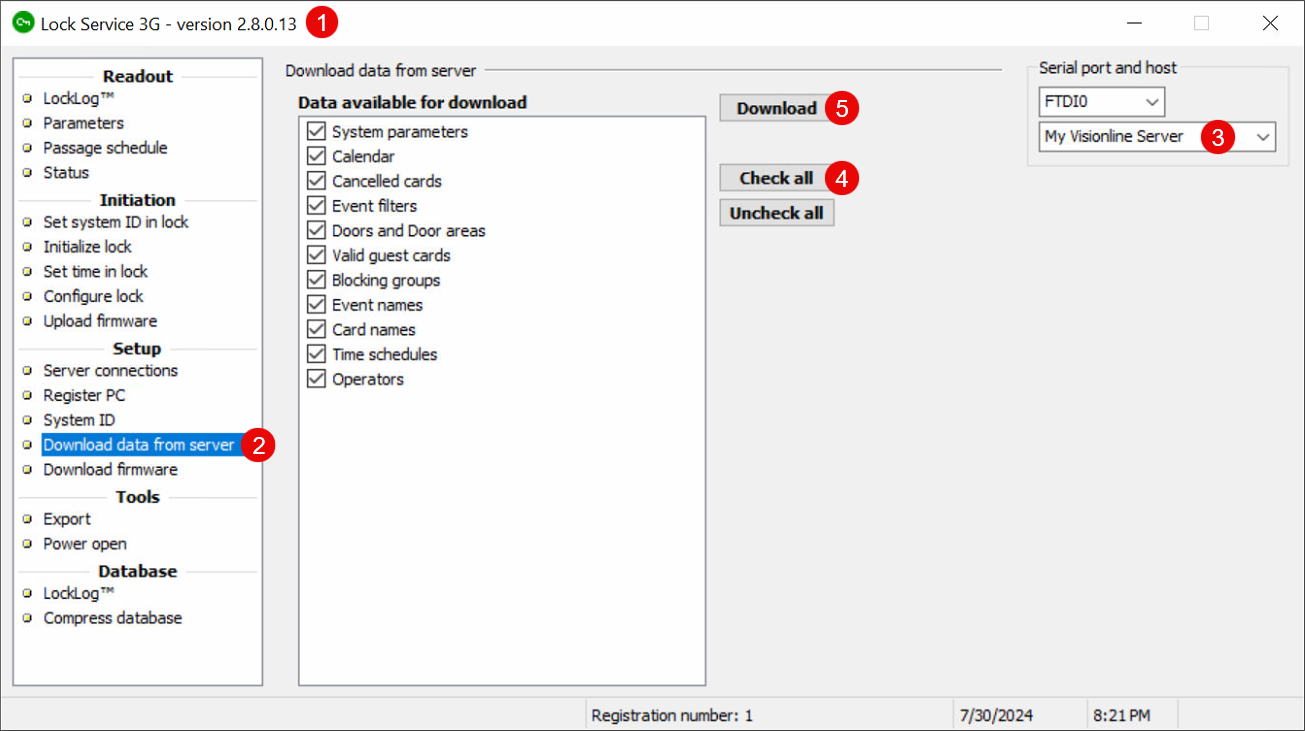 Lock Service 3G - version 2.8.0.13 1
Readout
LockLog™
Parameters
Passage schedule
Status
Initiation
Set system ID in lock
Initialize lock
Set time in lock
Configure lock
Upload firmware
Setup
Server connections
Register PC
System ID
Download data from server 2
Download firmware
Tools
Export
Power open
Database
LockLog™
Compress database
Download data from server
Data available for download
System parameters
Calendar
Cancelled cards
Event filters
Doors and Door areas
Valid guest cards
Blocking groups
Event names
Card names
Time schedules
Operators
Download 5
Check all 4
Uncheck all
Serial port and host
FTDI0
My Visionline Server 3
Registration number: 1 7/30/2024 8:21 PM